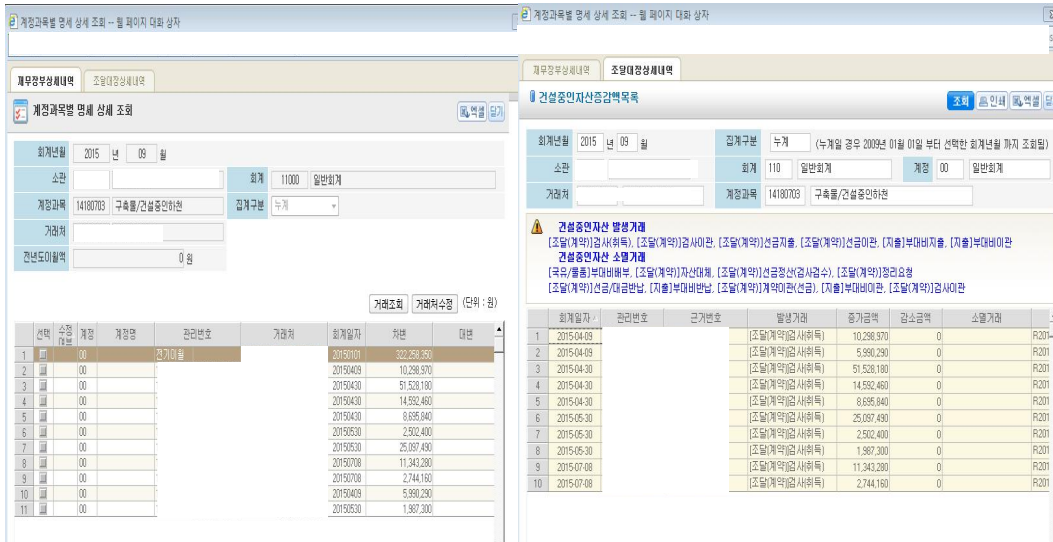 계정과목별 명세 상세 조회 -- 웹 페이지 대화 상자
재무장부상세내역 조달대장상세내역
계정과목별 명세 상세 조회
엑셀 닫기
회계년월 2015 년 09 월
소관 회계 11000 일반회계
계정과목 14180703 구축물/건설중인하천 집계구분 누계
거래처
전년도이월액 0 원
거래조회 거래처수정 (단위 : 원)
선택 수정여부 계정 계정명 관리번호 거래처 회계일자 차변 대변
1 00 전기이월 20150101 322,258,350
2 00 20150409 10,298,970
3 00 20150430 51,528,180
4 00 20150430 14,592,460
5 00 20150430 8,695,840
6 00 20150530 2,502,400
7 00 20150530 25,097,490
8 00 20150708 11,343,280
9 00 20150708 2,744,160
10 00 20150409 5,990,290
11 00 20150530 1,987,300
계정과목별 명세 상세 조회 -- 웹 페이지 대화 상자
재무장부상세내역 조달대장상세내역
건설중인자산증감액목록
조회 인쇄 엑셀
회계년월 2015 년 09 월 집계구분 누계 (누계일 경우 2009년 01월 01일 부터 선택한 회계년월 까지 조회됨)
소관 회계 110 일반회계 계정 00 일반회계
거래처 계정과목 14180703 구축물/건설중인하천
건설중인자산 발생거래
[조달(계약)]검사(취득), [조달(계약)]검사이관, [조달(계약)]선금지출, [조달(계약)]선금이관, [지출]부대비지출, [지출]부대비이관
건설중인자산 소멸거래
[국유/물품]부대비배부, [조달(계약)]자산대체, [조달(계약)]선금정산(검사검수), [조달(계약)]정리요청
[조달(계약)]선금/대금반납, [지출]부대비반납, [조달(계약)]계약이관(선금), [지출]부대비이관, [조달(계약)]검사이관
회계일자 관리번호 근거번호 발생거래 증가금액 감소금액 소멸거래
1 2015-04-09 [조달(계약)]검사(취득) 10,298,970 0 R201
2 2015-04-09 [조달(계약)]검사(취득) 5,990,290 0 R201
3 2015-04-30 [조달(계약)]검사(취득) 51,528,180 0 R201
4 2015-04-30 [조달(계약)]검사(취득) 14,592,460 0 R201
5 2015-04-30 [조달(계약)]검사(취득) 8,695,840 0 R201
6 2015-05-30 [조달(계약)]검사(취득) 25,097,490 0 R201
7 2015-05-30 [조달(계약)]검사(취득) 2,502,400 0 R201
8 2015-05-30 [조달(계약)]검사(취득) 1,987,300 0 R201
9 2015-07-08 [조달(계약)]검사(취득) 11,343,280 0 R201
10 2015-07-08 [조달(계약)]검사(취득) 2,744,160 0 R201